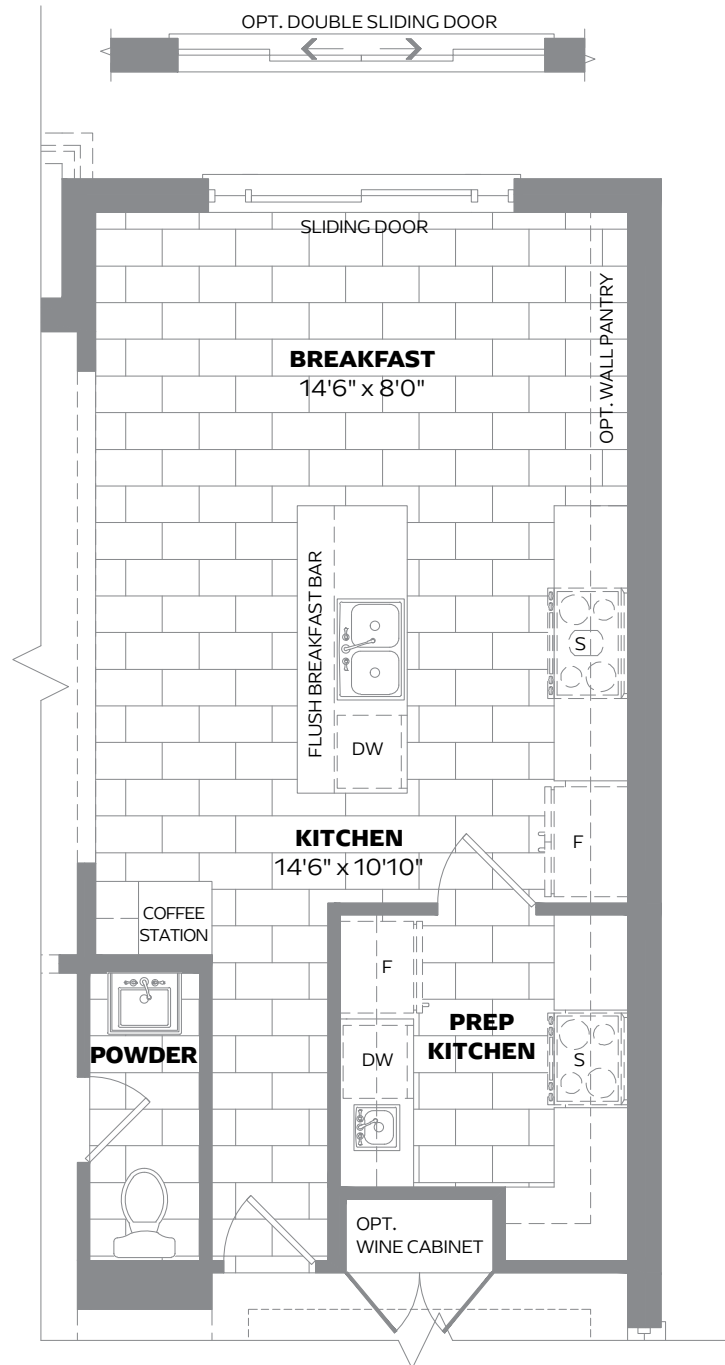 OPT. DOUBLE SLIDING DOOR
SLIDING DOOR
OPT. WALL PANTRY
BREAKFAST
14'6" x 8'0"
FLUSH BREAKFAST BAR
S
DW
KITCHEN
14'6" x 10'10"
F
COFFEE
STATION
F
PREP
KITCHEN
POWDER
DW
S
OPT.
WINE CABINET